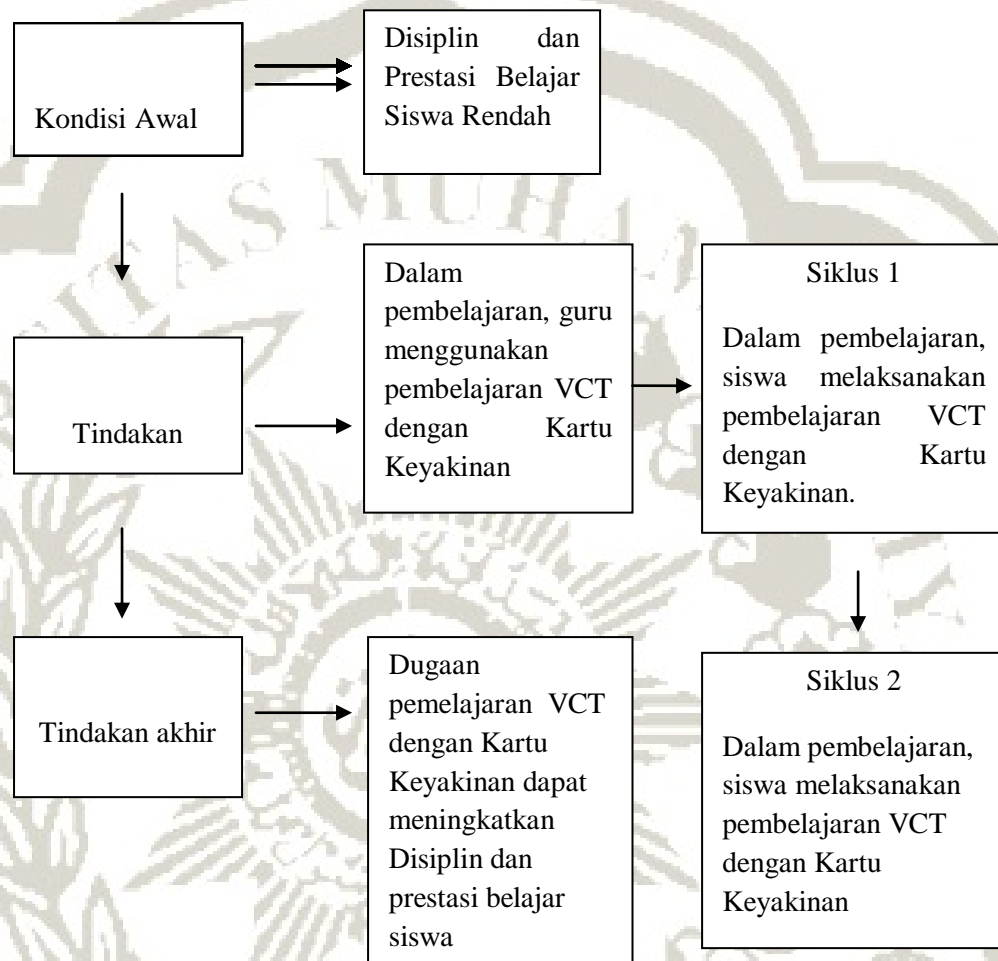 Kondisi Awal
Disiplin dan
Prestasi Belajar
Siswa Rendah
Tindakan
Dalam
pembelajaran, guru
menggunakan
pembelajaran VCT
dengan Kartu
Keyakinan
Siklus 1
Dalam pembelajaran,
siswa melaksanakan
pembelajaran VCT
dengan Kartu
Keyakinan.
Tindakan akhir
Dugaan
pemelajaran VCT
dengan Kartu
Keyakinan dapat
meningkatkan
Disiplin dan
prestasi belajar
siswa
Siklus 2
Dalam pembelajaran,
siswa melaksanakan
pembelajaran VCT
dengan Kartu
Keyakinan